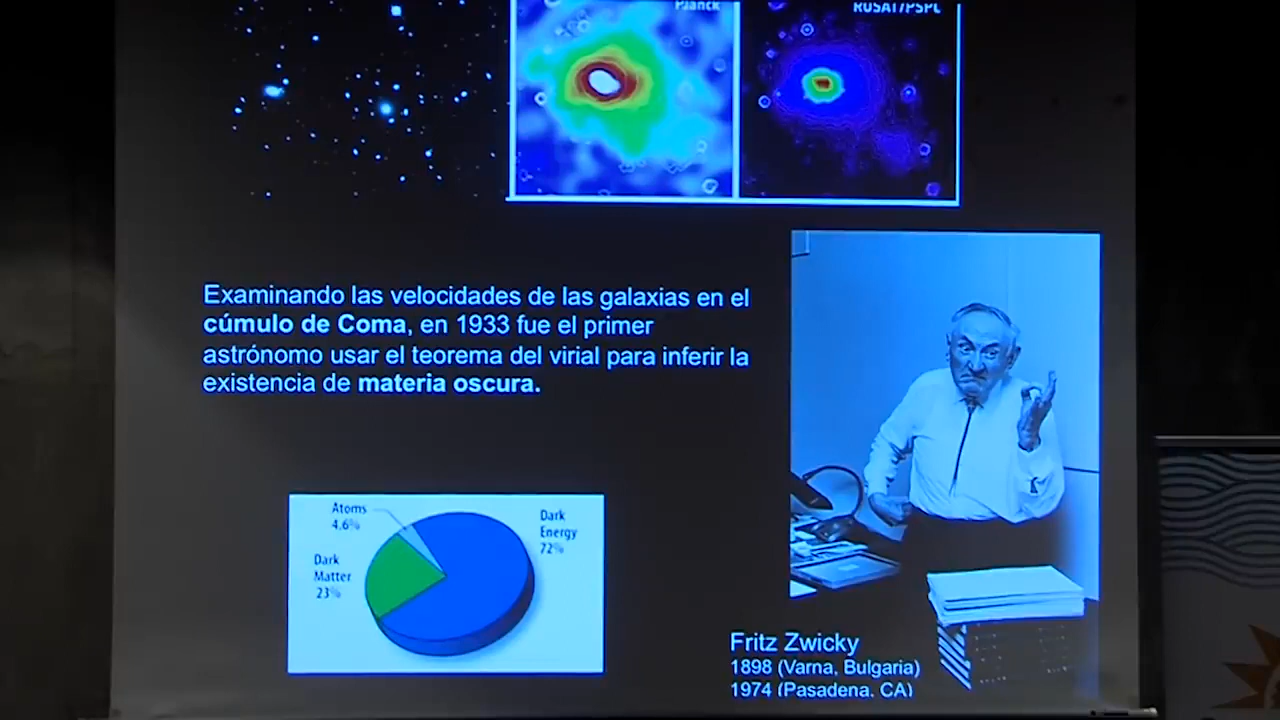 Planck
ROSAT/PSPC
Examinando las velocidades de las galaxias en el
cúmulo de Coma, en 1933 fue el primer
astrónomo usar el teorema del virial para inferir la
existencia de materia oscura.
Atoms
4.6%
Dark
Energy
72%
Dark
Matter
23%
Fritz Zwicky
1898 (Varna, Bulgaria)
1974 (Pasadena, CA)